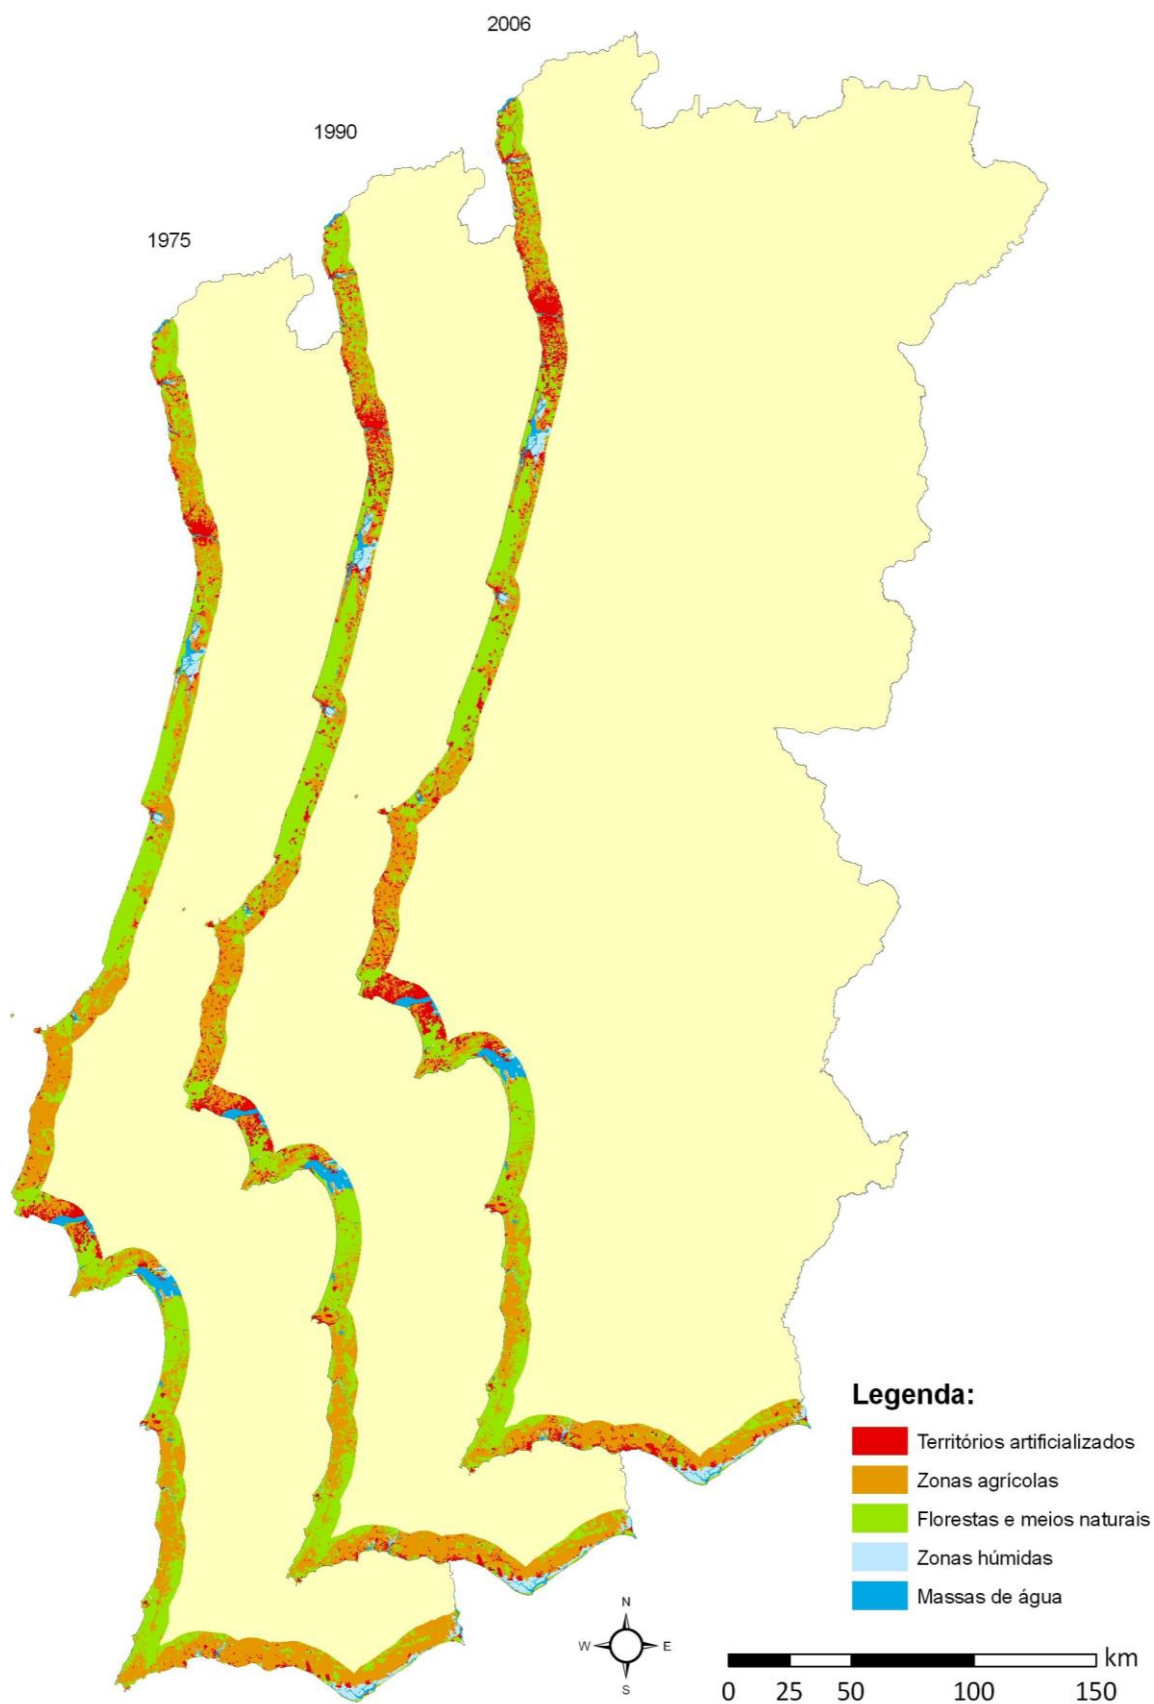 2006
1990
1975
Legenda:
Territórios artificializados
Zonas agrícolas
Florestas e meios naturais
Zonas húmidas
Massas de água
N
W E
S
km
0 25 50 100 150